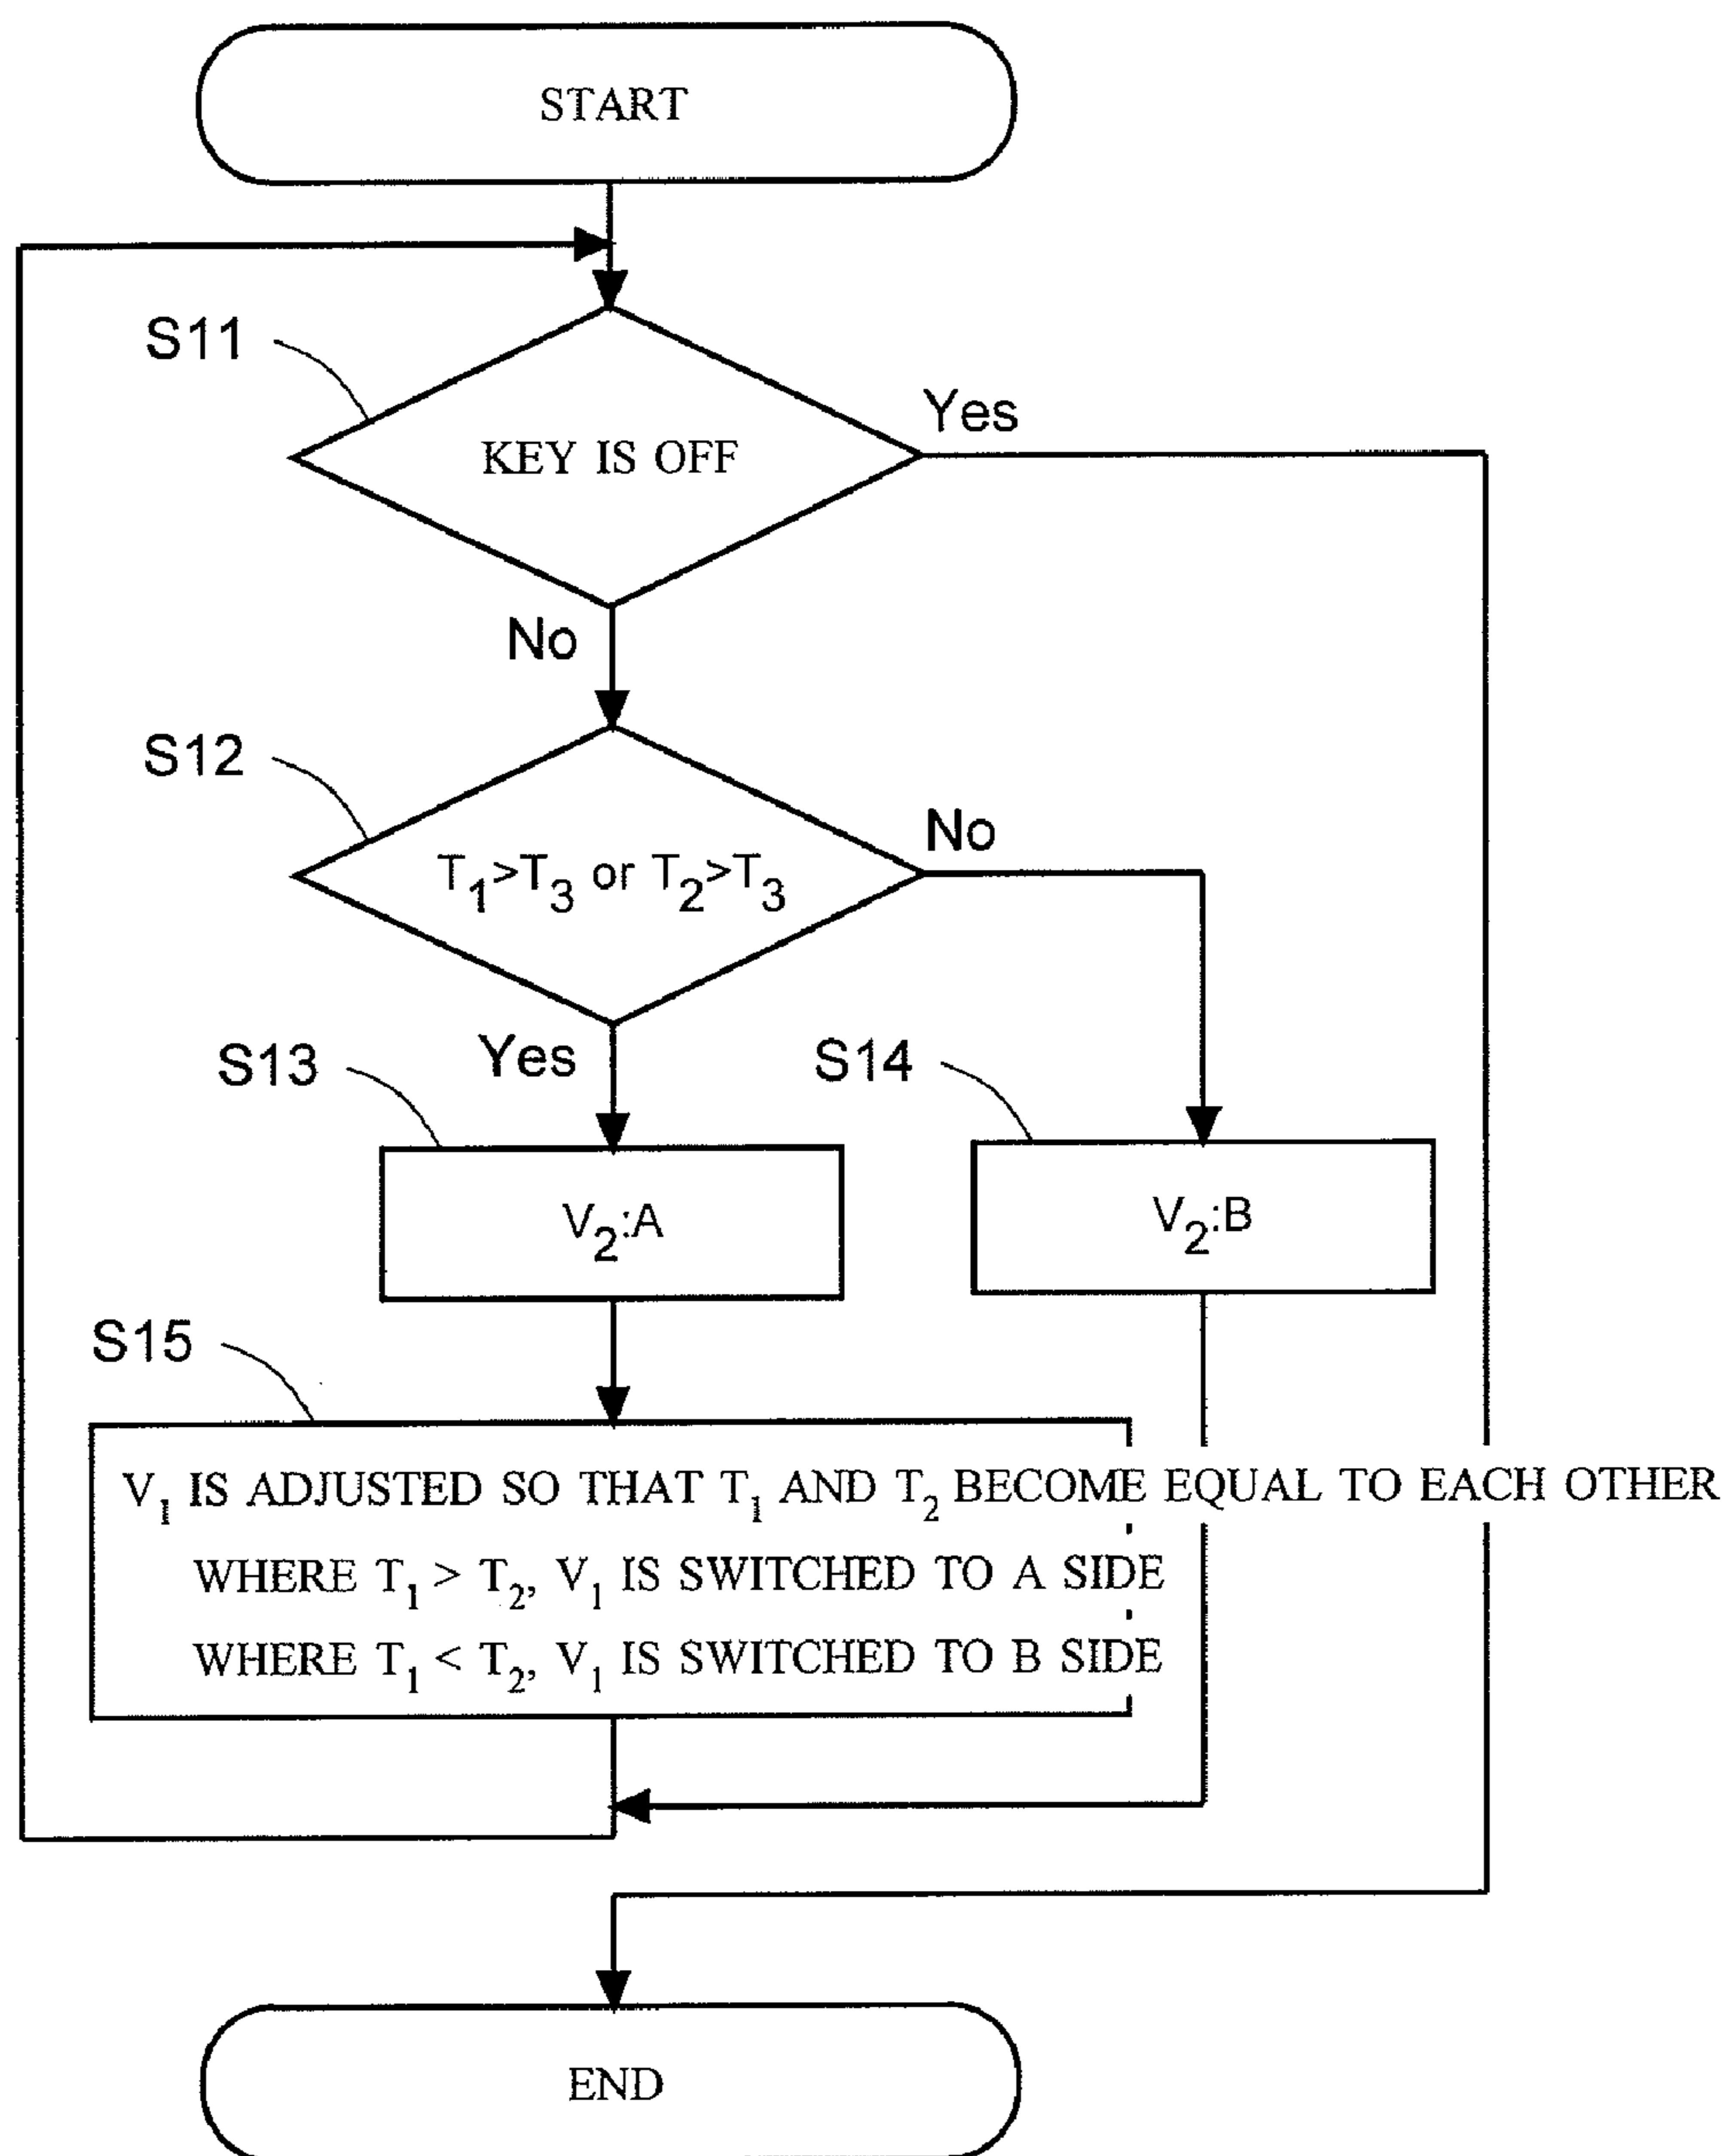 START
S11
Yes
KEY IS OFF
No
S12
No
T1>T3 or T2>T3
Yes
S13
S14
V2:A
V2:B
S15
V1 IS ADJUSTED SO THAT T1 AND T2 BECOME EQUAL TO EACH OTHER
WHERE T1 > T2, V1 IS SWITCHED TO A SIDE
WHERE T1 < T2, V1 IS SWITCHED TO B SIDE
END